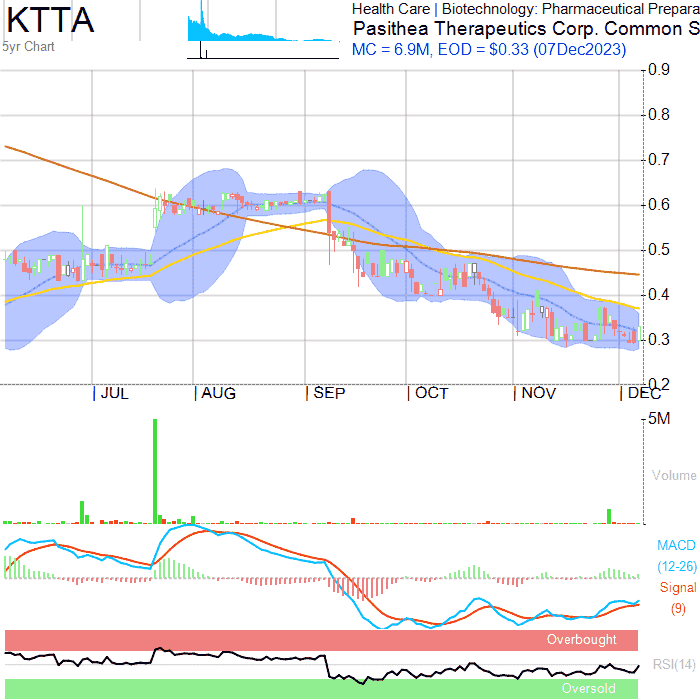 KTTA
5yr Chart
Health Care | Biotechnology: Pharmaceutical Prepara
Pasithea Therapeutics Corp. Common S
MC = 6.9M, EOD = $0.33 (07Dec2023)
0.9
0.8
0.7
0.6
0.5
0.4
0.3
0.2
JUL
AUG
SEP
OCT
NOV
DEC
5M
Volume
MACD
(12-26)
Signal
(9)
Overbought
RSI(14)
Oversold